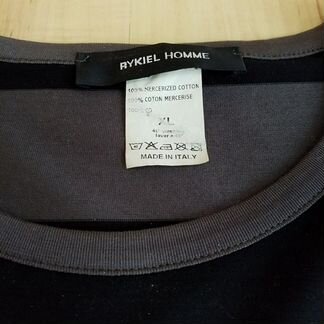 RYKIEL HOMME
100% MERCERIZED COTTON
100% COTON MERCERISE
XL
MADE IN ITALY